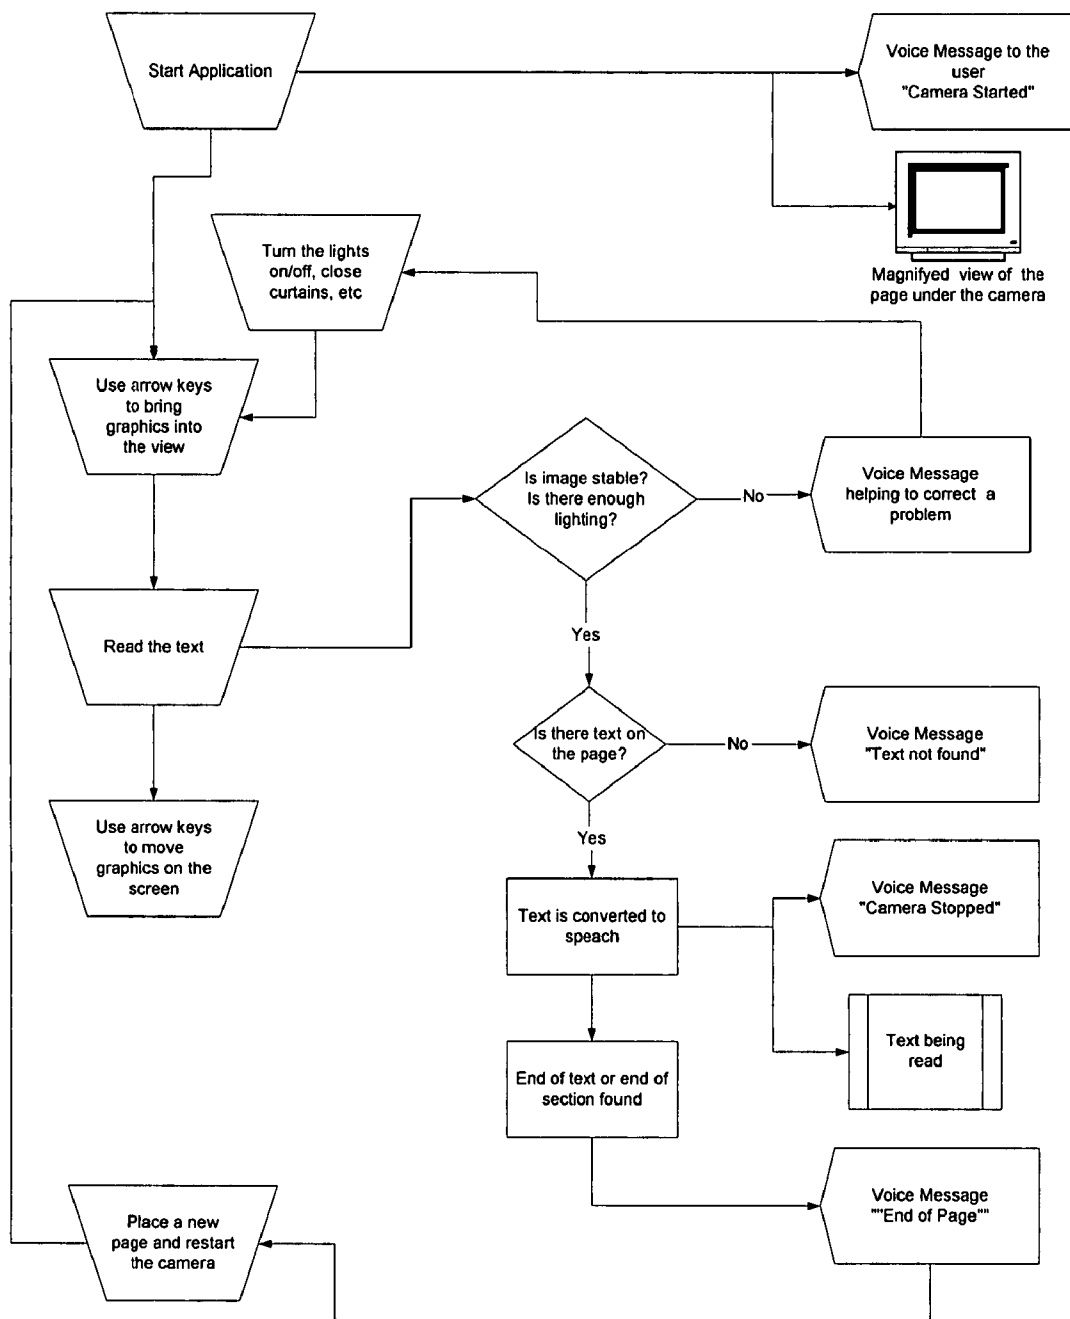 Start Application
Voice Message to the
user
"Camera Started"
Magnifyed view of the
page under the camera
Turn the lights
on/off, close
curtains, etc
Use arrow keys
to bring
graphics into
the view
Is image stable?
Is there enough
lighting?
No
Voice Message
helping to correct a
problem
Yes
Read the text
Is there text on
the page?
No
Voice Message
"Text not found"
Yes
Use arrow keys
to move
graphics on the
screen
Text is converted to
speach
Voice Message
"Camera Stopped"
Text being
read
End of text or end of
section found
Voice Message
""End of Page""
Place a new
page and restart
the camera